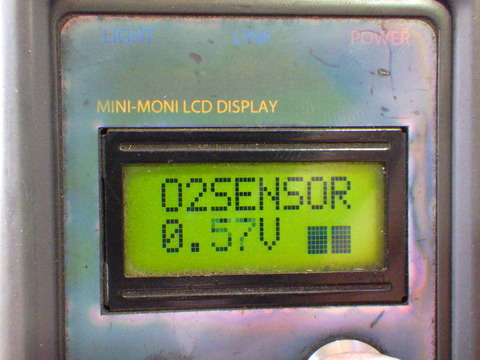 LIGHT LINK POWER
MINI-MONI LCD DISPLAY
O2SENSOR
0.57V